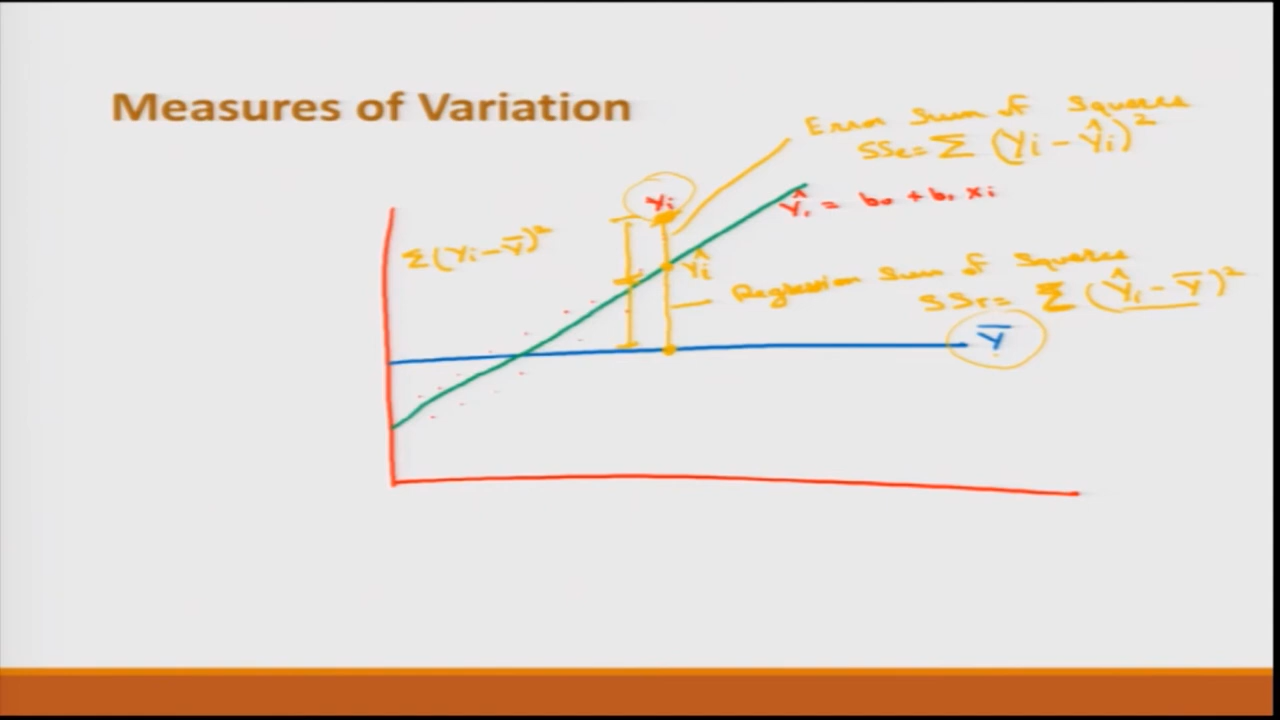 Measures of Variation
Error Sum of Squares
SSe = Σ (Yi - Ŷi)²
Yi
Ŷi = b₀ + b₁ xi
Σ(Yi - Ȳ)²
Ŷi
Regression Sum of Squares
SSr = Σ (Ŷi - Ȳ)²
Ȳ